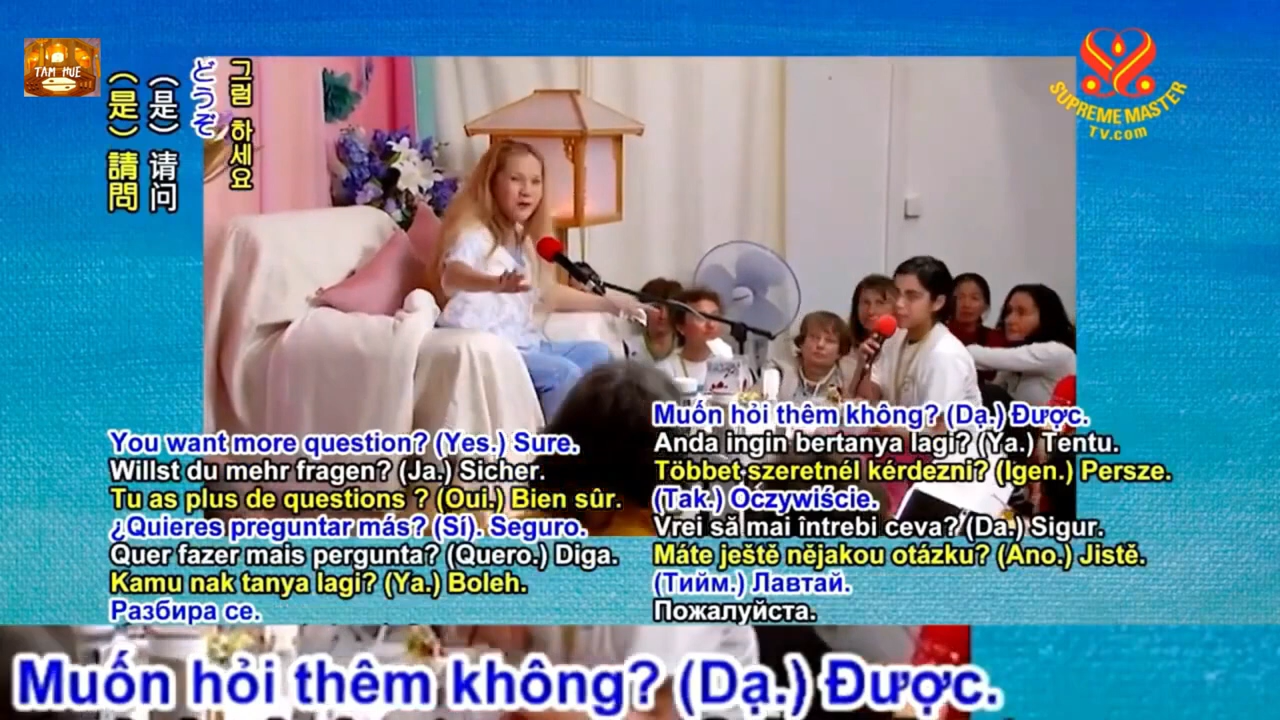 TAM HUE
그럼 하세요
どうぞ
(是) 请问
(是) 請問
SUPREME MASTER
TV.com
You want more question? (Yes.) Sure.
Willst du mehr fragen? (Ja.) Sicher.
Tu as plus de questions ? (Oui.) Bien sûr.
¿Quieres preguntar más? (Sí). Seguro.
Quer fazer mais pergunta? (Quero.) Diga.
Kamu nak tanya lagi? (Ya.) Boleh.
Разбира се.
Muốn hỏi thêm không? (Dạ.) Được.
Anda ingin bertanya lagi? (Ya.) Tentu.
Többet szeretnél kérdezni? (Igen.) Persze.
(Tak.) Oczywiście.
Vrei să mai întrebi ceva? (Da.) Sigur.
Máte ještě nějakou otázku? (Ano.) Jistě.
(Тийм.) Лавтай.
Пожалуйста.
Muốn hỏi thêm không? (Dạ.) Được.